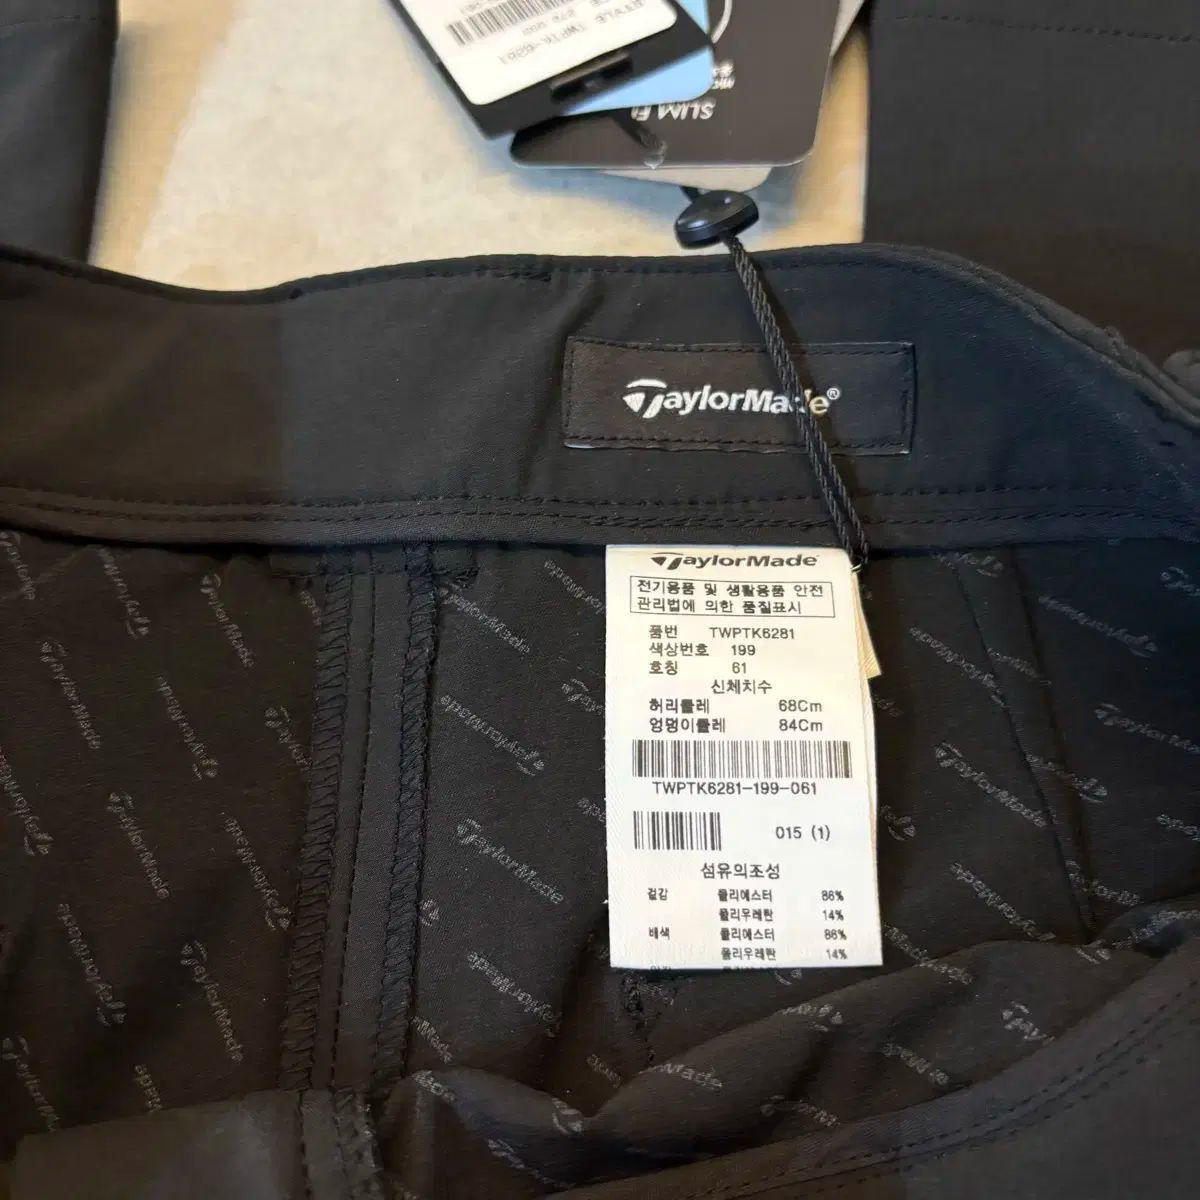 STYLE TWPTK-6281
SLIM FI
TaylorMade®
TaylorMade
전기용품 및 생활용품 안전
관리법에 의한 품질표시
품번 TWPTK6281
색상번호 199
호칭 61
신체치수
허리둘레 68Cm
엉덩이둘레 84Cm
TWPTK6281-199-061
015 (1)
섬유의조성
겉감 폴리에스터 86%
폴리우레탄 14%
배색 폴리에스터 86%
폴리우레탄 14%